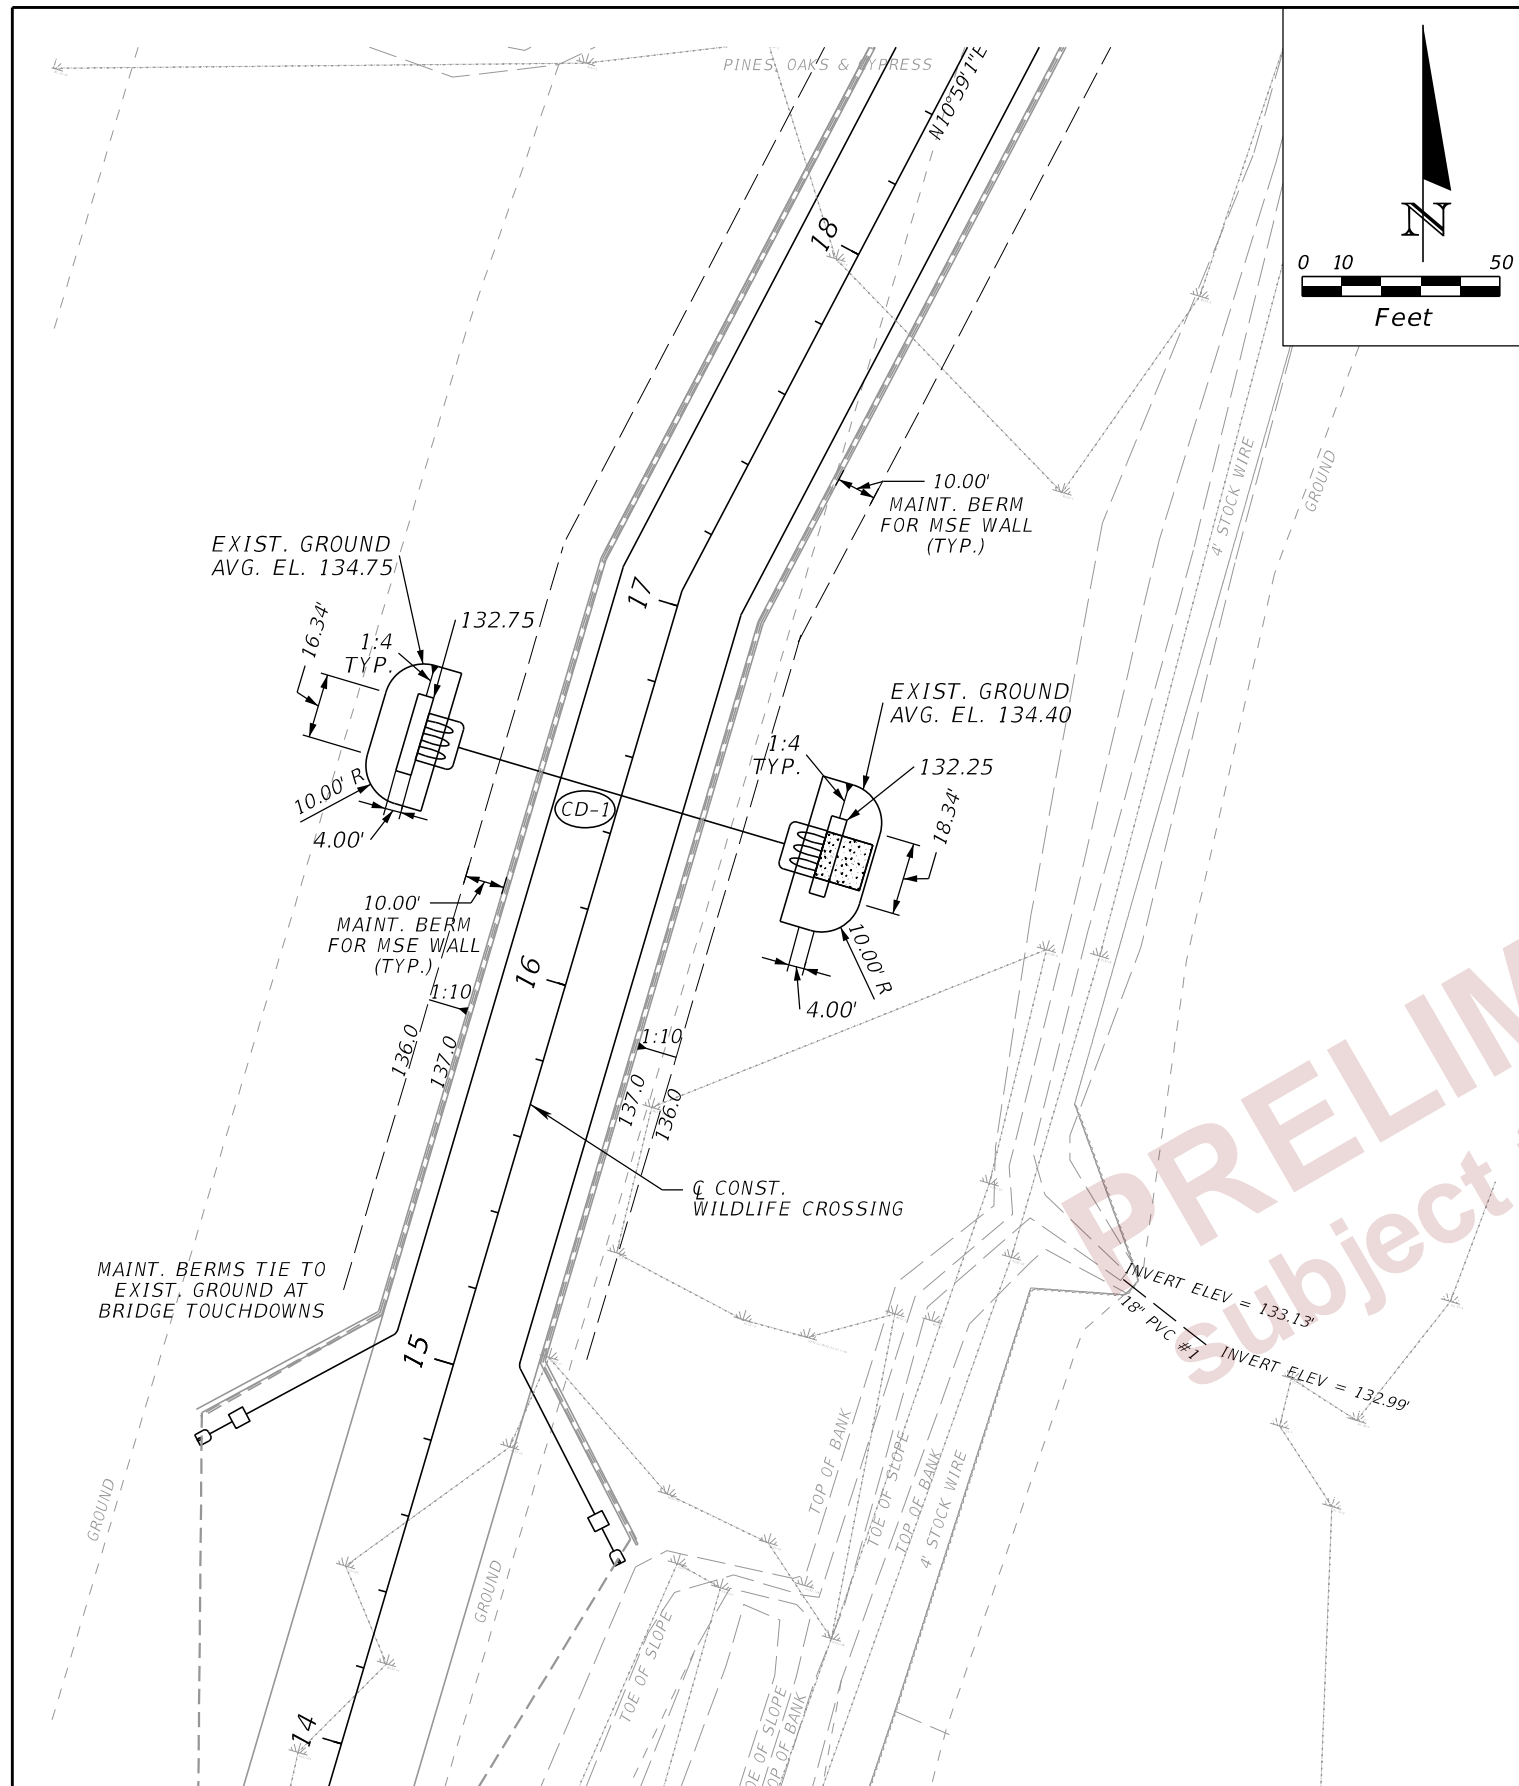 PINES, OAKS & CYPRESS
N10°59'1"E
0 10 50
Feet
N
18
4' STOCK WIRE
GROUND
10.00'
MAINT. BERM
FOR MSE WALL
(TYP.)
EXIST. GROUND
AVG. EL. 134.75
17
16.34'
1:4
TYP.
132.75
EXIST. GROUND
AVG. EL. 134.40
1:4
TYP.
132.25
10.00' R
4.00'
CD-1
18.34'
10.00'
MAINT. BERM
FOR MSE WALL
(TYP.)
10.00' R
4.00'
16
1:10
136.0
137.0
1:10
137.0
136.0
℄ CONST.
WILDLIFE CROSSING
PRELIM
subject
MAINT. BERMS TIE TO
EXIST. GROUND AT
BRIDGE TOUCHDOWNS
INVERT ELEV = 133.13'
18" PVC #1
INVERT ELEV = 132.99'
15
TOP OF BANK
TOE OF SLOPE
TOP OF BANK
4' STOCK WIRE
GROUND
GROUND
TOE OF SLOPE
OE OF SLOPE
OP OF BANK
14